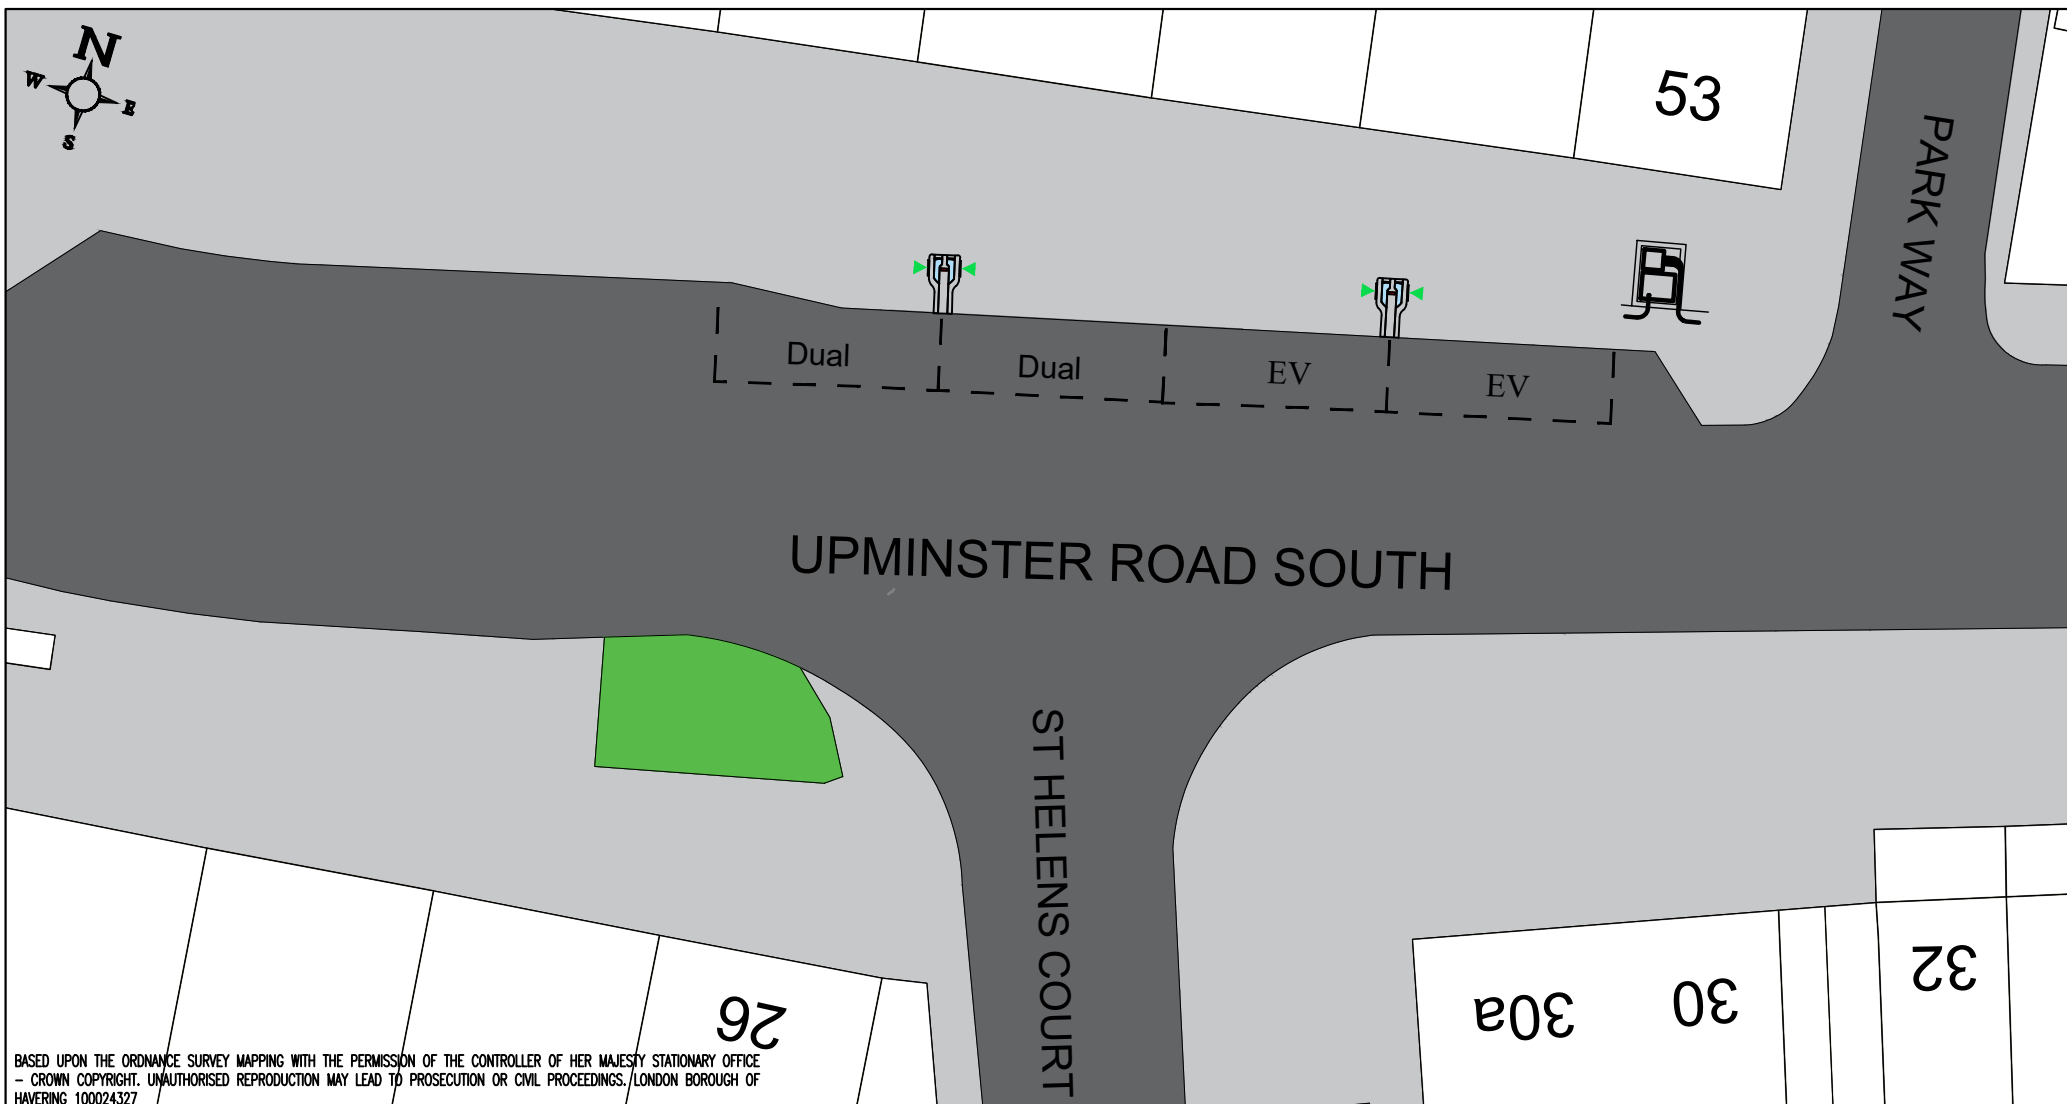 N
W
E
S
53
PARK WAY
Dual
Dual
EV
EV
UPMINSTER ROAD SOUTH
ST HELENS COURT
26
30a
30
32
BASED UPON THE ORDNANCE SURVEY MAPPING WITH THE PERMISSION OF THE CONTROLLER OF HER MAJESTY STATIONARY OFFICE
– CROWN COPYRIGHT. UNAUTHORISED REPRODUCTION MAY LEAD TO PROSECUTION OR CIVIL PROCEEDINGS. LONDON BOROUGH OF
HAVERING 100024327